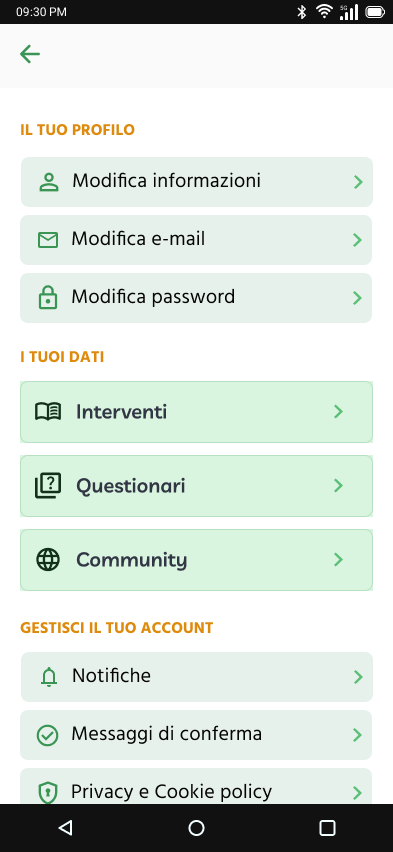 09:30 PM
5G
IL TUO PROFILO
Modifica informazioni
Modifica e-mail
Modifica password
I TUOI DATI
Interventi
Questionari
Community
GESTISCI IL TUO ACCOUNT
Notifiche
Messaggi di conferma
Privacy e Cookie policy